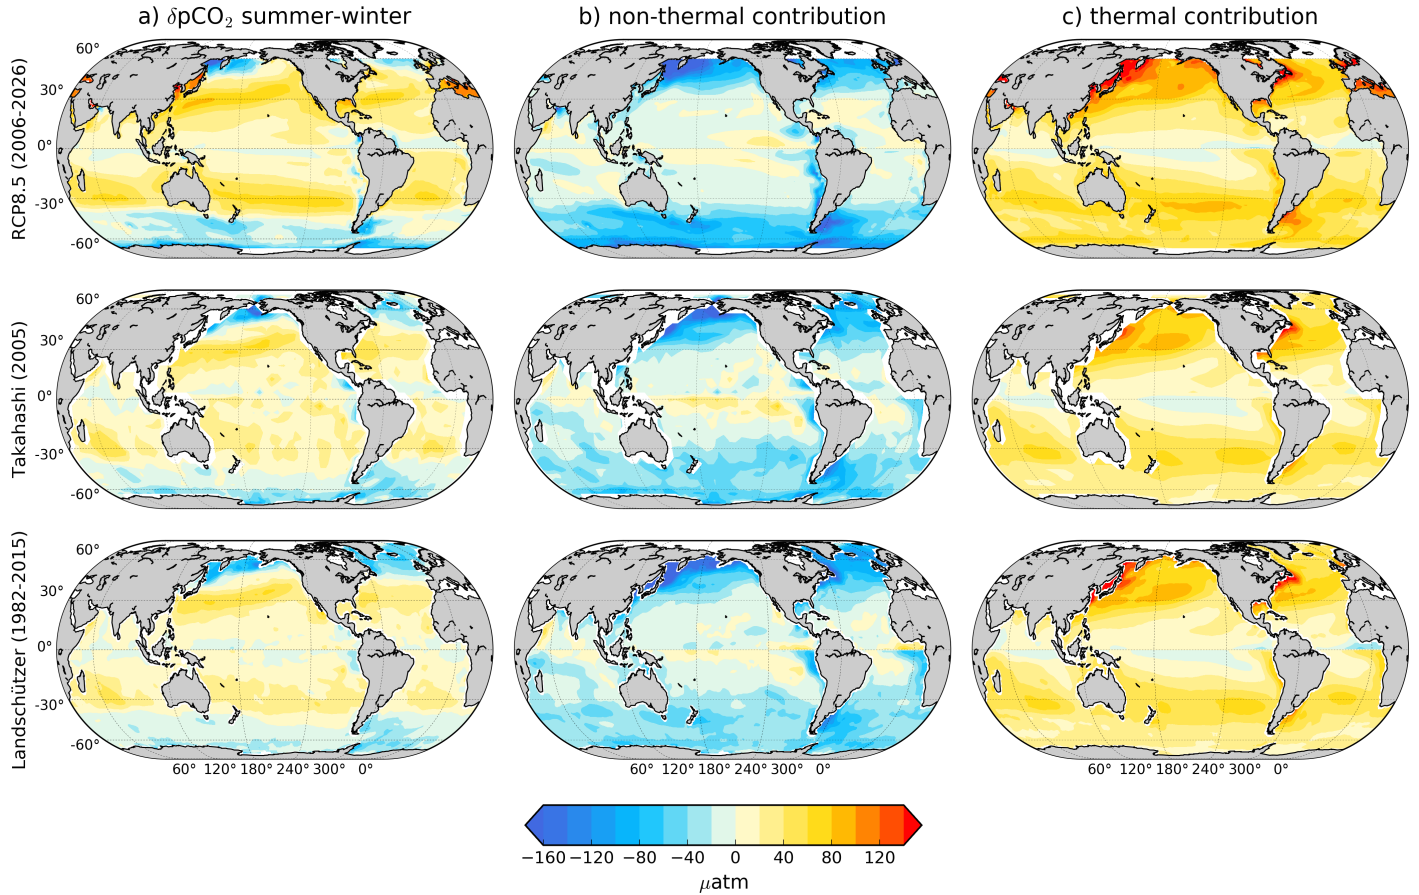 a) δpCO₂ summer-winter
b) non-thermal contribution
c) thermal contribution
RCP8.5 (2006-2026)
60°
30°
0°
-30°
-60°
Takahashi (2005)
60°
30°
0°
-30°
-60°
Landschützer (1982-2015)
60°
30°
0°
-30°
-60°
60° 120° 180° 240° 300° 0°
60° 120° 180° 240° 300° 0°
60° 120° 180° 240° 300° 0°
−160 −120 −80 −40 0 40 80 120
μatm